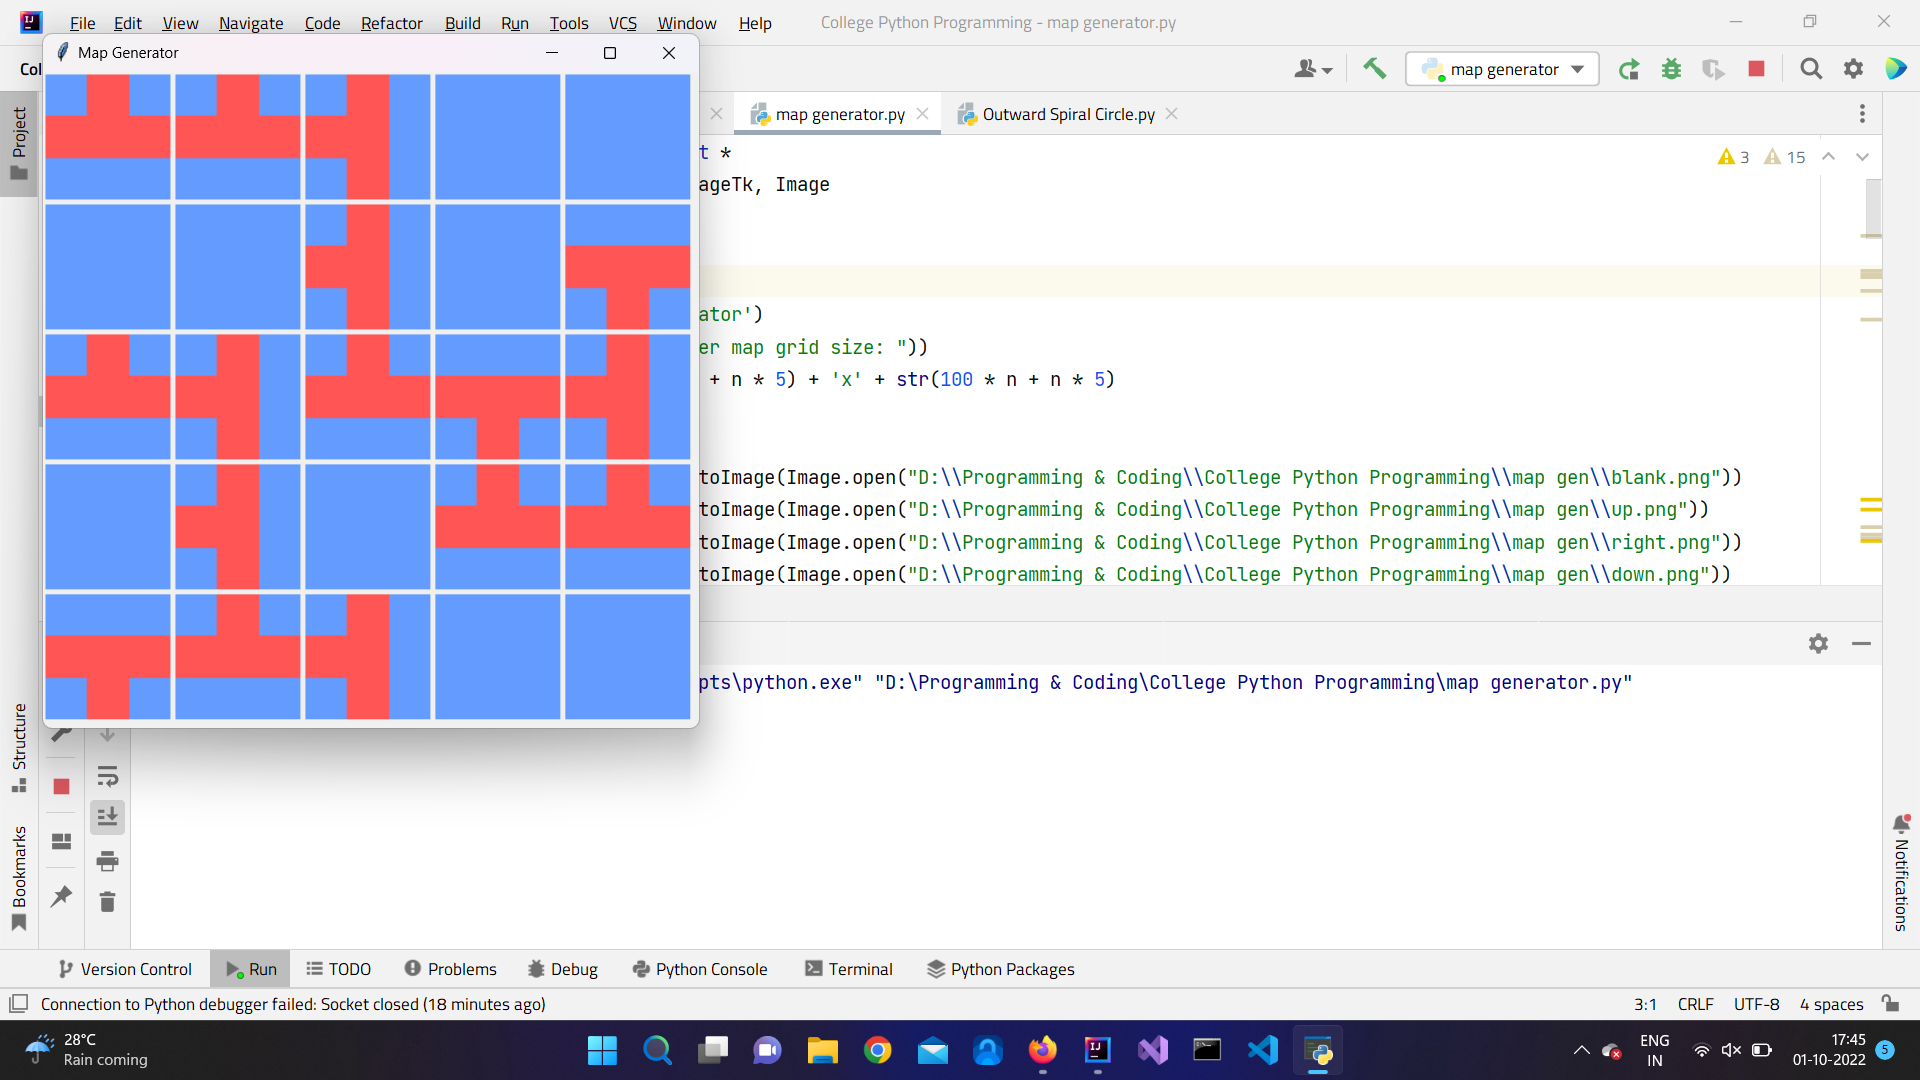 File Edit View Navigate Code Refactor Build Run Tools VCS Window Help College Python Programming - map generator.py
Map Generator
Col
map generator
map generator.py
Outward Spiral Circle.py
t *
ageTk, Image
3 15
ator')
er map grid size: "))
+ n * 5) + 'x' + str(100 * n + n * 5)
toImage(Image.open("D:\\Programming & Coding\\College Python Programming\\map gen\\blank.png"))
toImage(Image.open("D:\\Programming & Coding\\College Python Programming\\map gen\\up.png"))
toImage(Image.open("D:\\Programming & Coding\\College Python Programming\\map gen\\right.png"))
toImage(Image.open("D:\\Programming & Coding\\College Python Programming\\map gen\\down.png"))
pts\python.exe" "D:\Programming & Coding\College Python Programming\map generator.py"
Project
Structure
Bookmarks
Notifications
Version Control Run TODO Problems Debug Python Console Terminal Python Packages
Connection to Python debugger failed: Socket closed (18 minutes ago)
3:1 CRLF UTF-8 4 spaces
28°C
Rain coming
ENG
IN
17:45
01-10-2022
5